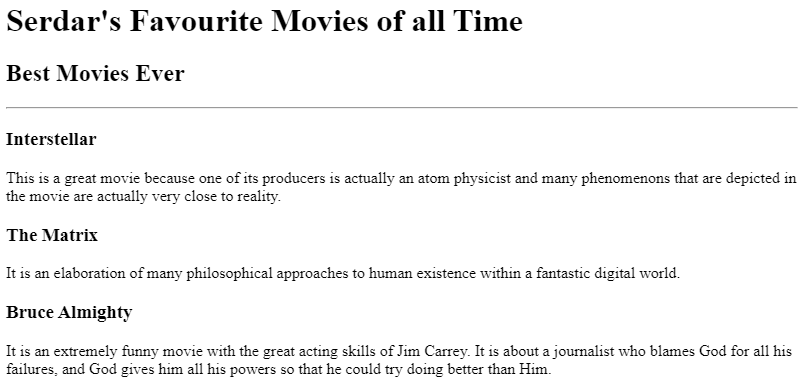 Serdar's Favourite Movies of all Time
Best Movies Ever
Interstellar
This is a great movie because one of its producers is actually an atom physicist and many phenomenons that are depicted in
the movie are actually very close to reality.
The Matrix
It is an elaboration of many philosophical approaches to human existence within a fantastic digital world.
Bruce Almighty
It is an extremely funny movie with the great acting skills of Jim Carrey. It is about a journalist who blames God for all his
failures, and God gives him all his powers so that he could try doing better than Him.